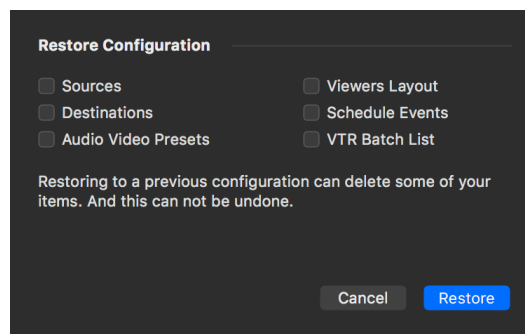 Restore Configuration
Sources
Viewers Layout
Destinations
Schedule Events
Audio Video Presets
VTR Batch List
Restoring to a previous configuration can delete some of your
items. And this can not be undone.
Cancel
Restore